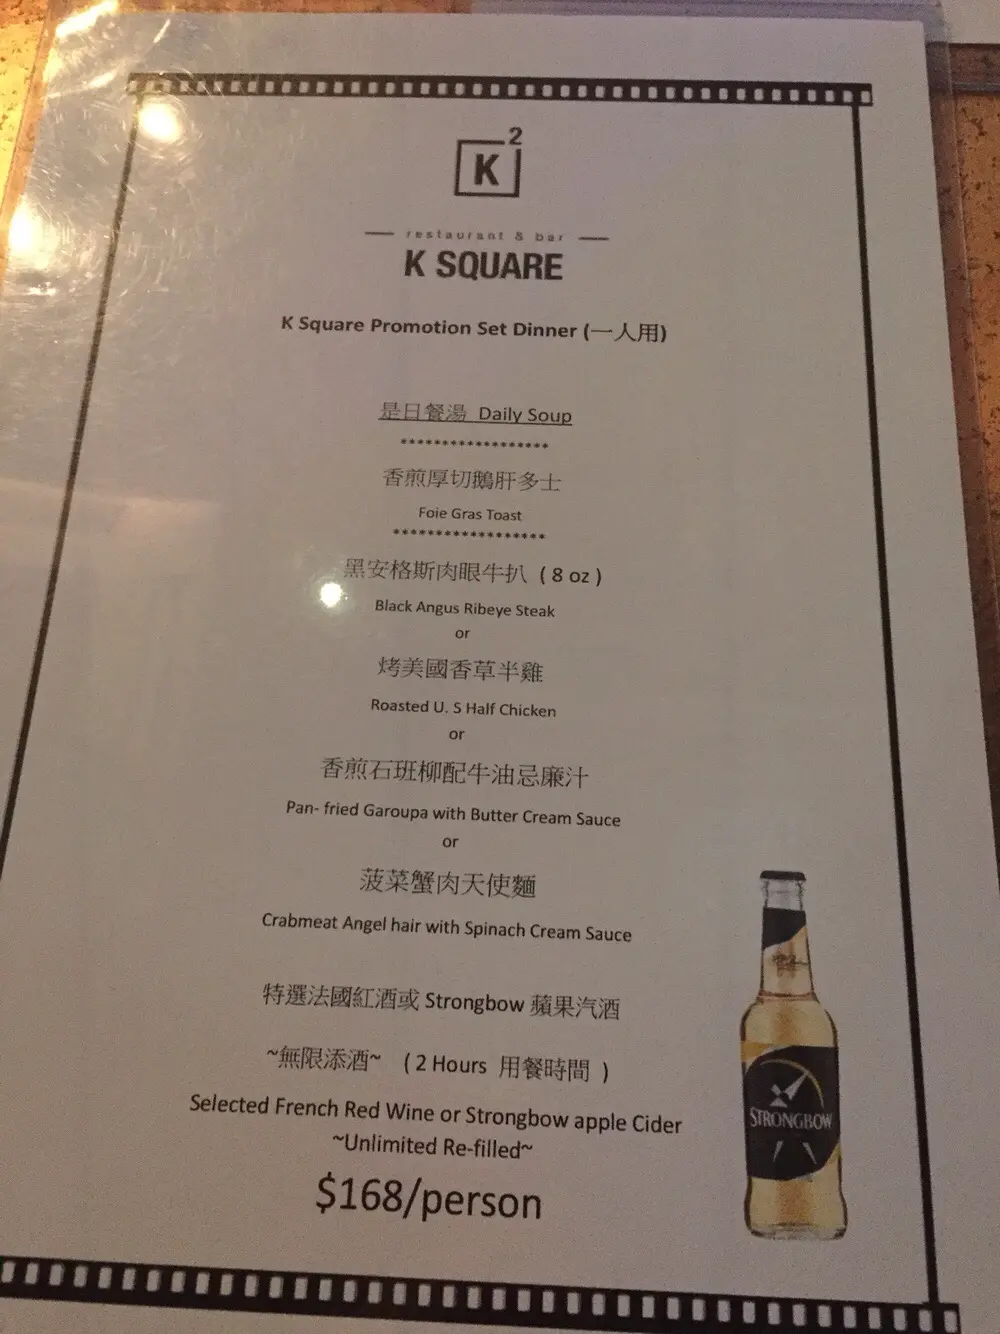 K²
restaurant & bar
K SQUARE
K Square Promotion Set Dinner (一人用)
是日餐湯 Daily Soup
******************
香煎厚切鵝肝多士
Foie Gras Toast
******************
黑安格斯肉眼牛扒 ( 8 oz )
Black Angus Ribeye Steak
or
烤美國香草半雞
Roasted U. S Half Chicken
or
香煎石班柳配牛油忌廉汁
Pan- fried Garoupa with Butter Cream Sauce
or
菠菜蟹肉天使麵
Crabmeat Angel hair with Spinach Cream Sauce
特選法國紅酒或 Strongbow 蘋果汽酒
~無限添酒~ ( 2 Hours 用餐時間 )
Selected French Red Wine or Strongbow apple Cider
~Unlimited Re-filled~
$168/person
STRONGBOW